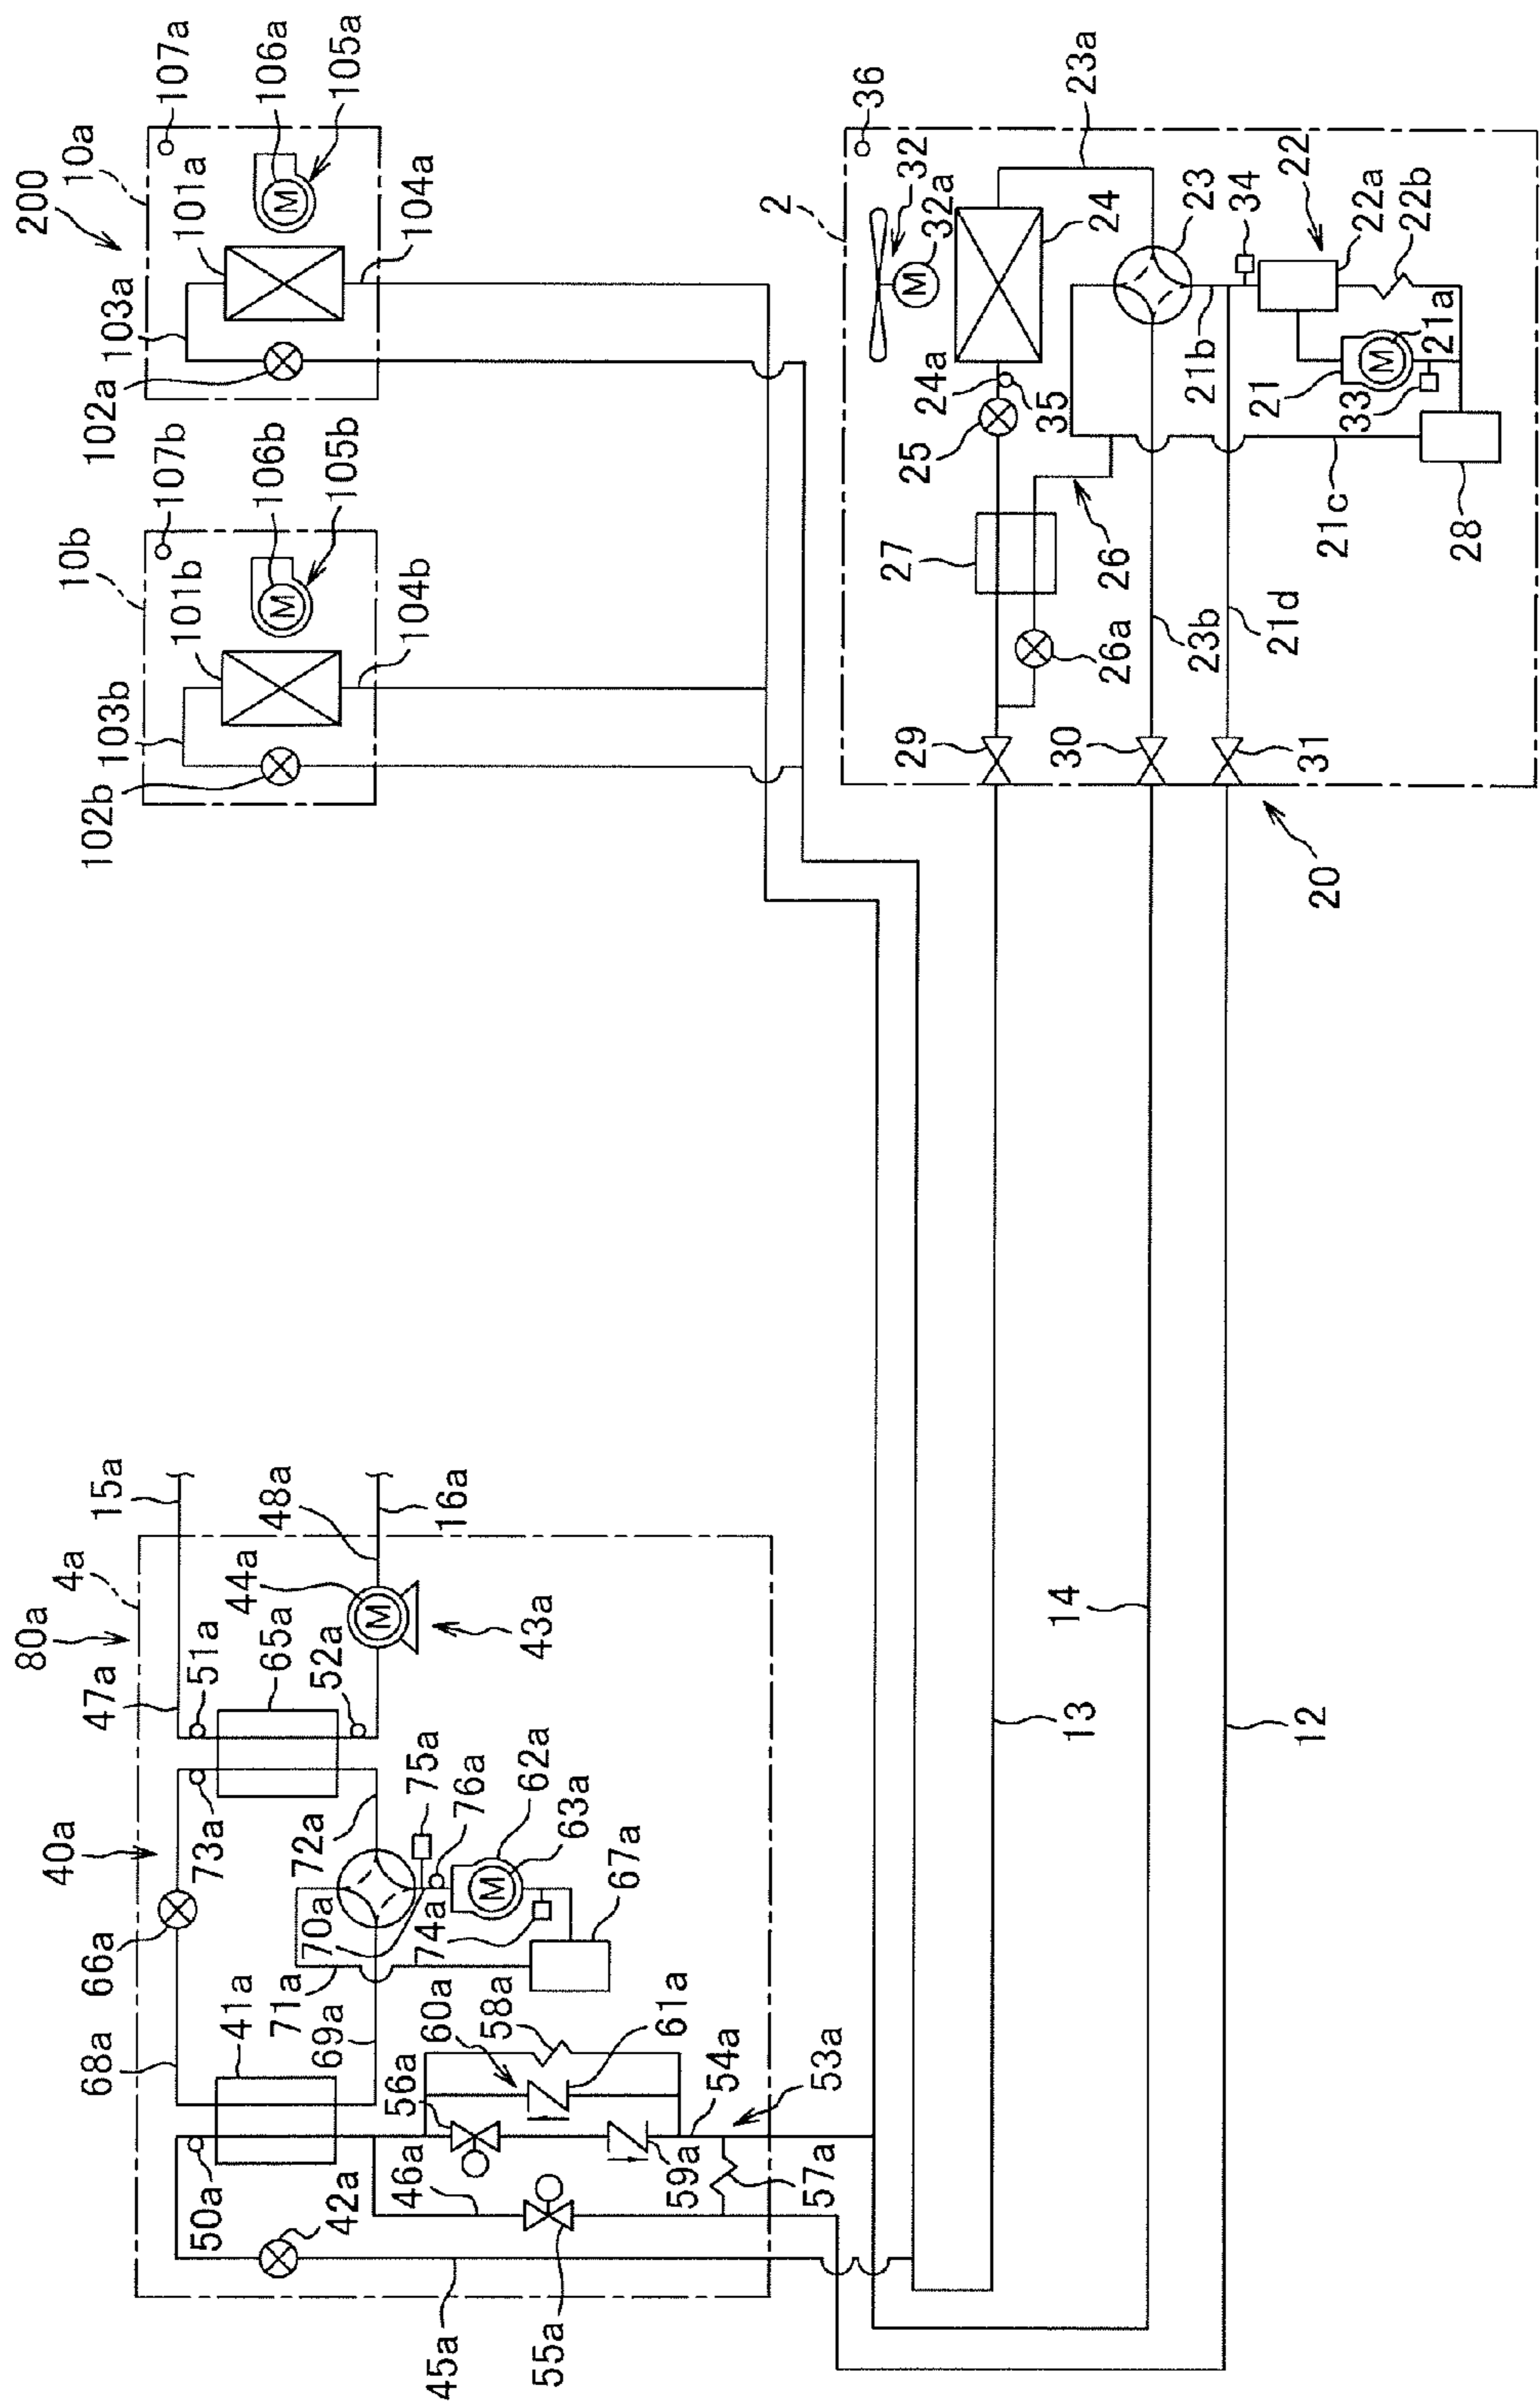 200
10a
107a
106a
105a
101a
103a
102a
104a
10b
107b
106b
105b
101b
103b
102b
104b
M
M
2
36
32
32a
M
23a
24
24a
35
25
23
34
22
22a
22b
21b
21
21a
M
33
27
26
26a
21c
28
23b
21d
29
30
31
20
15a
16a
48a
4a
80a
44a
M
43a
47a
51a
65a
52a
40a
73a
72a
75a
76a
62a
63a
M
67a
70a
74a
66a
71a
69a
68a
41a
60a
58a
61a
56a
54a
53a
46a
59a
57a
50a
42a
45a
55a
13
14
12